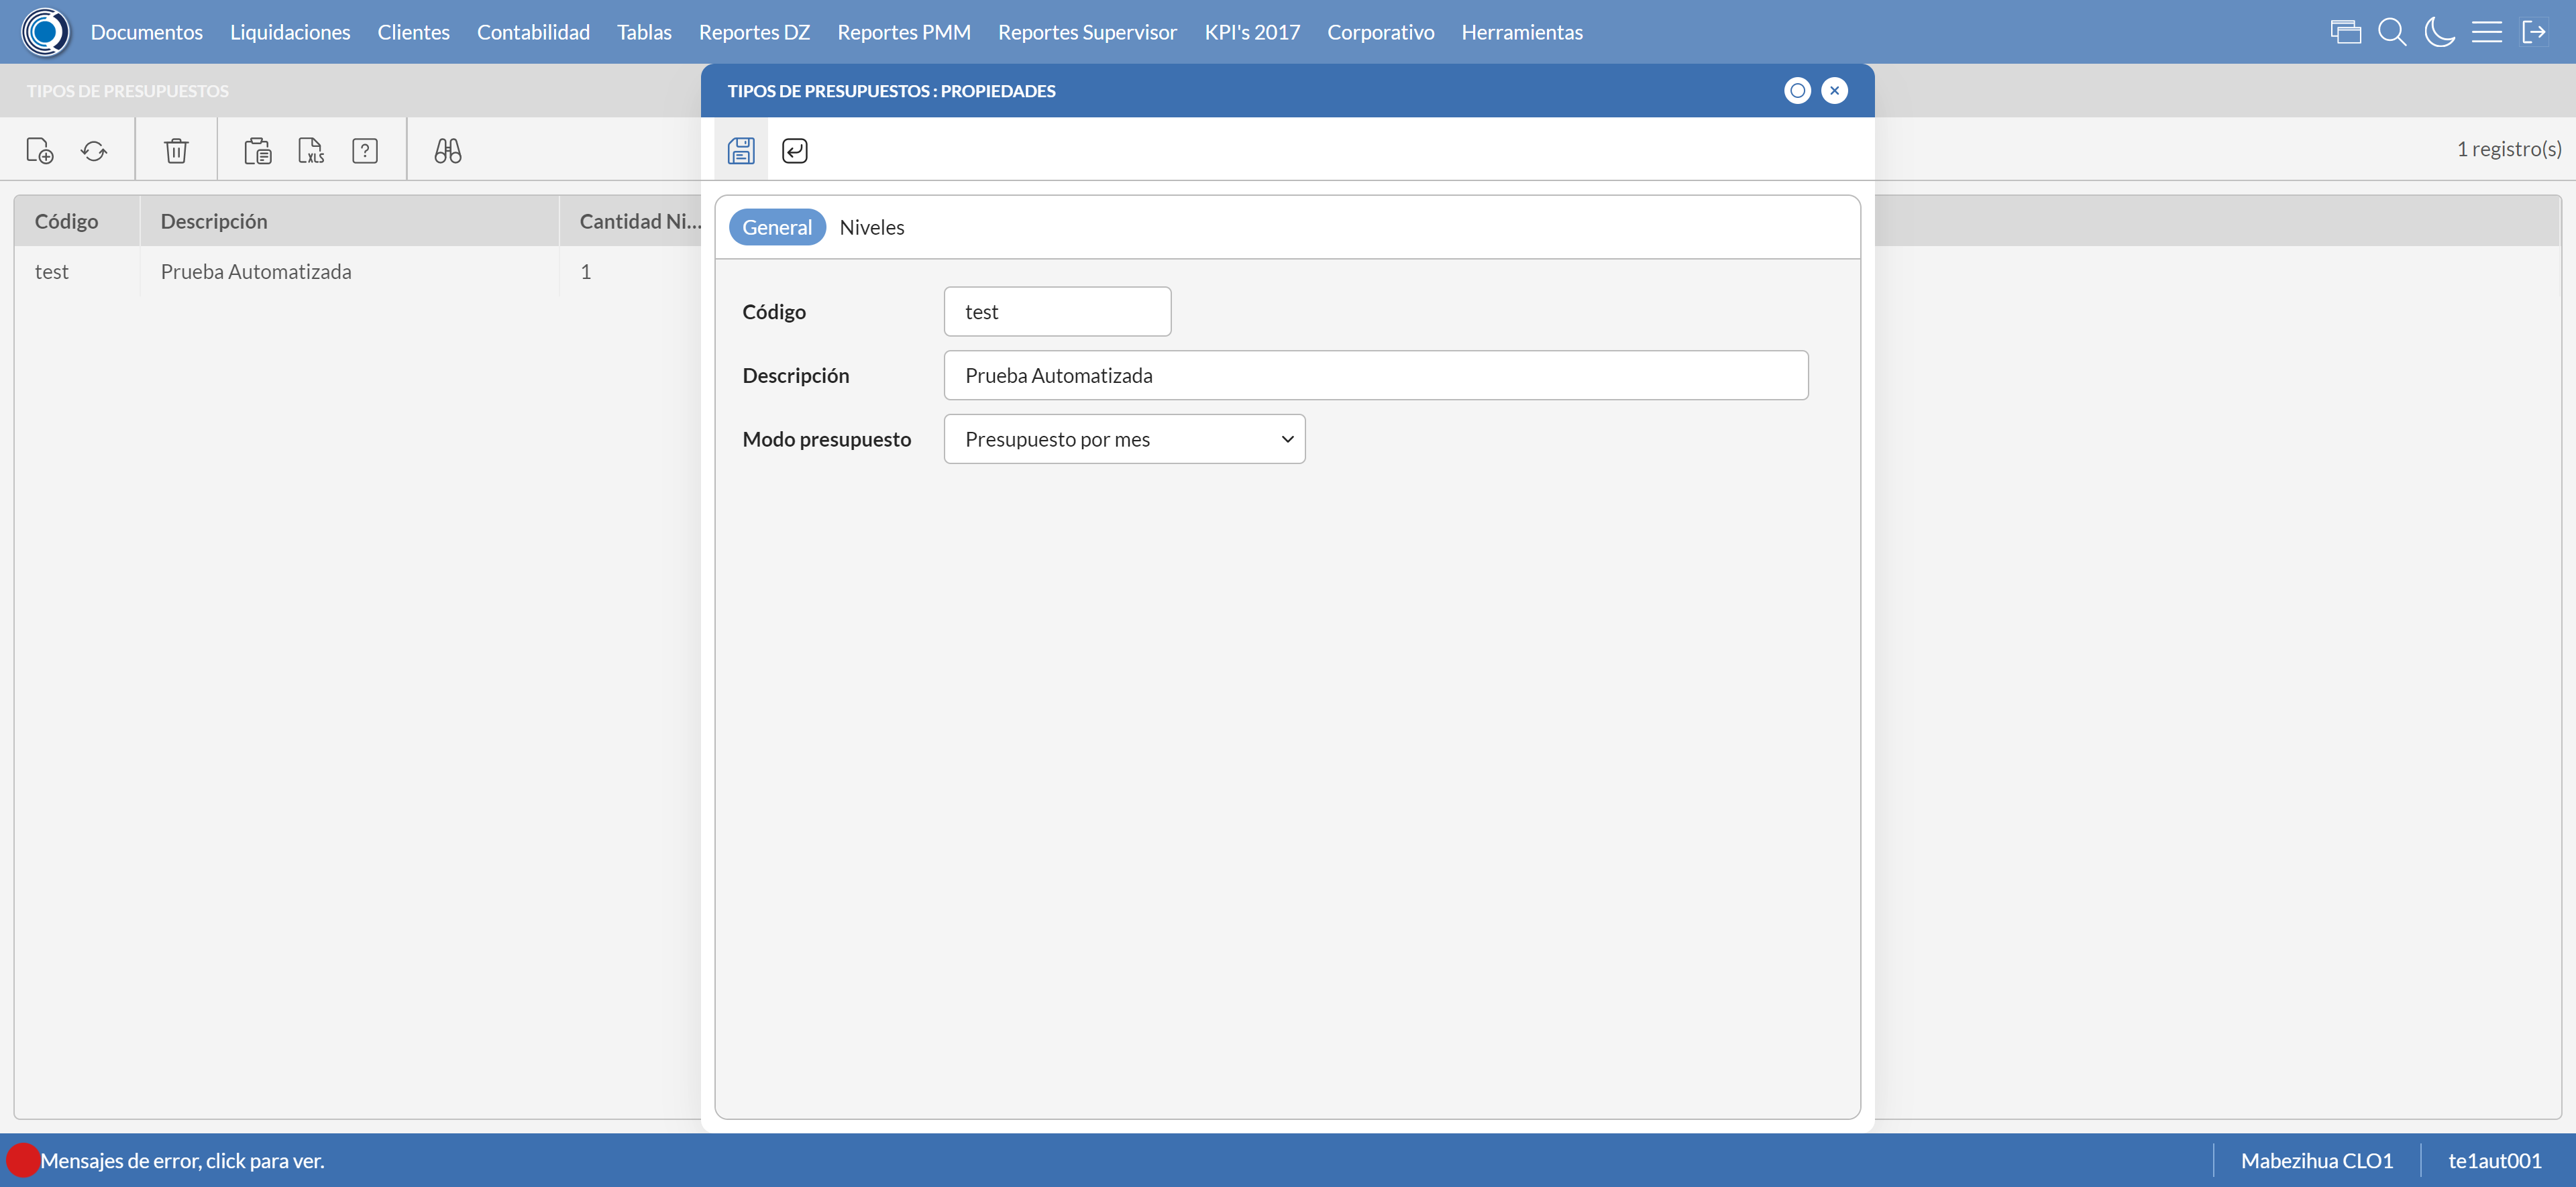 Documentos Liquidaciones Clientes Contabilidad Tablas Reportes DZ Reportes PMM Reportes Supervisor KPI's 2017 Corporativo Herramientas
TIPOS DE PRESUPUESTOS
TIPOS DE PRESUPUESTOS : PROPIEDADES
XLS ?
1 registro(s)
Código Descripción Cantidad Ni...
test Prueba Automatizada 1
General Niveles
Código test
Descripción Prueba Automatizada
Modo presupuesto Presupuesto por mes
Mensajes de error, click para ver.
Mabezihua CLO1 te1aut001